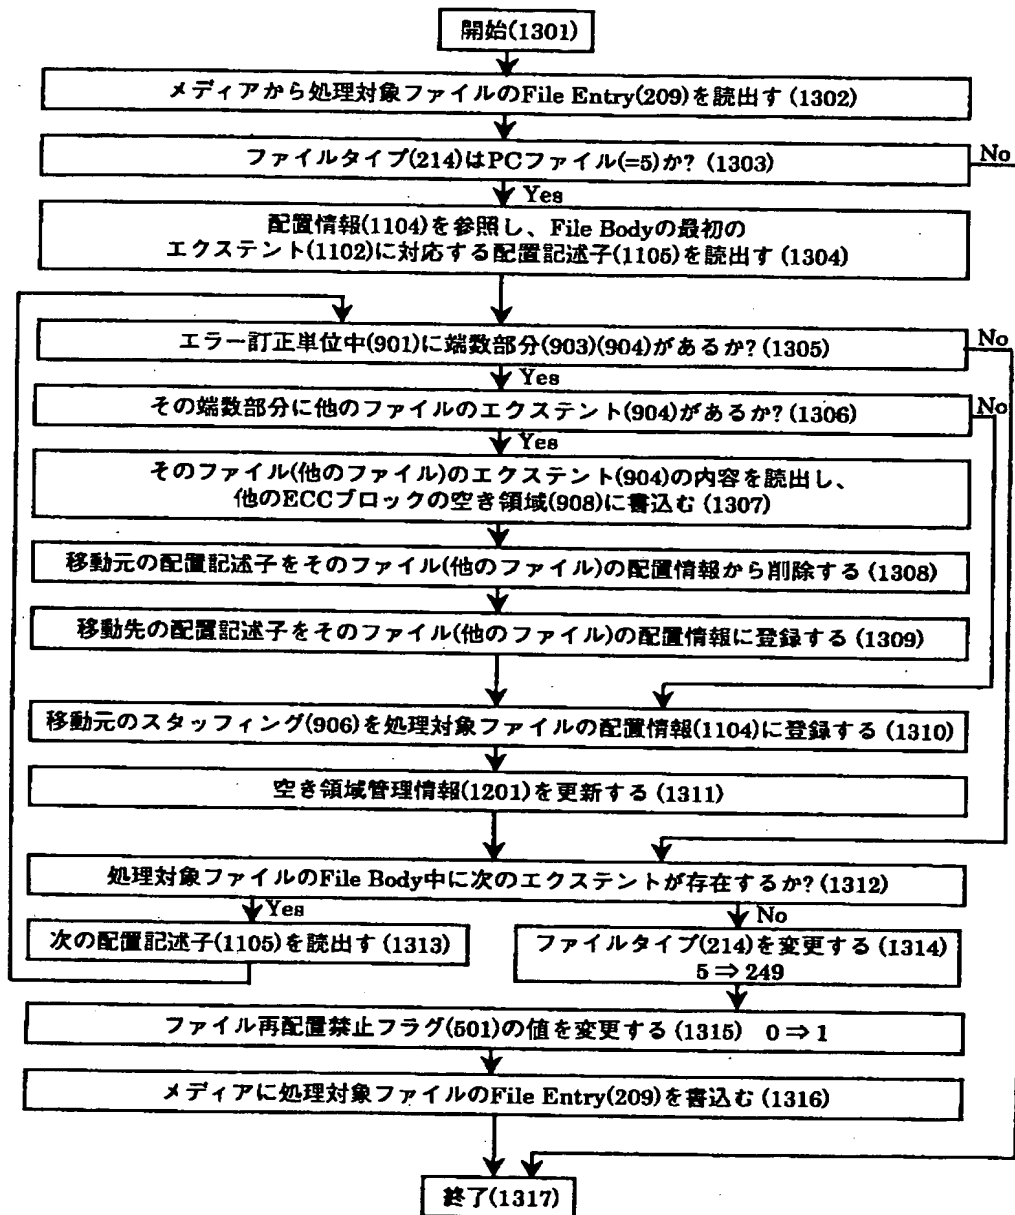 開始(1301)
メディアから処理対象ファイルのFile Entry(209)を読出す(1302)
ファイルタイプ(214)はPCファイル(=5)か?(1303)
No
Yes
配置情報(1104)を参照し、File Bodyの最初の
エクステント(1102)に対応する配置記述子(1105)を読出す(1304)
エラー訂正単位中(901)に端数部分(903)(904)があるか?(1305)
No
Yes
その端数部分に他のファイルのエクステント(904)があるか?(1306)
No
Yes
そのファイル(他のファイル)のエクステント(904)の内容を読出し、
他のECCブロックの空き領域(908)に書込む(1307)
移動元の配置記述子をそのファイル(他のファイル)の配置情報から削除する(1308)
移動先の配置記述子をそのファイル(他のファイル)の配置情報に登録する(1309)
移動元のスタッフィング(906)を処理対象ファイルの配置情報(1104)に登録する(1310)
空き領域管理情報(1201)を更新する(1311)
処理対象ファイルのFile Body中に次のエクステントが存在するか?(1312)
Yes
No
次の配置記述子(1105)を読出す(1313)
ファイルタイプ(214)を変更する(1314)
5⇒249
ファイル再配置禁止フラグ(501)の値を変更する(1315) 0⇒1
メディアに処理対象ファイルのFile Entry(209)を書込む(1316)
終了(1317)